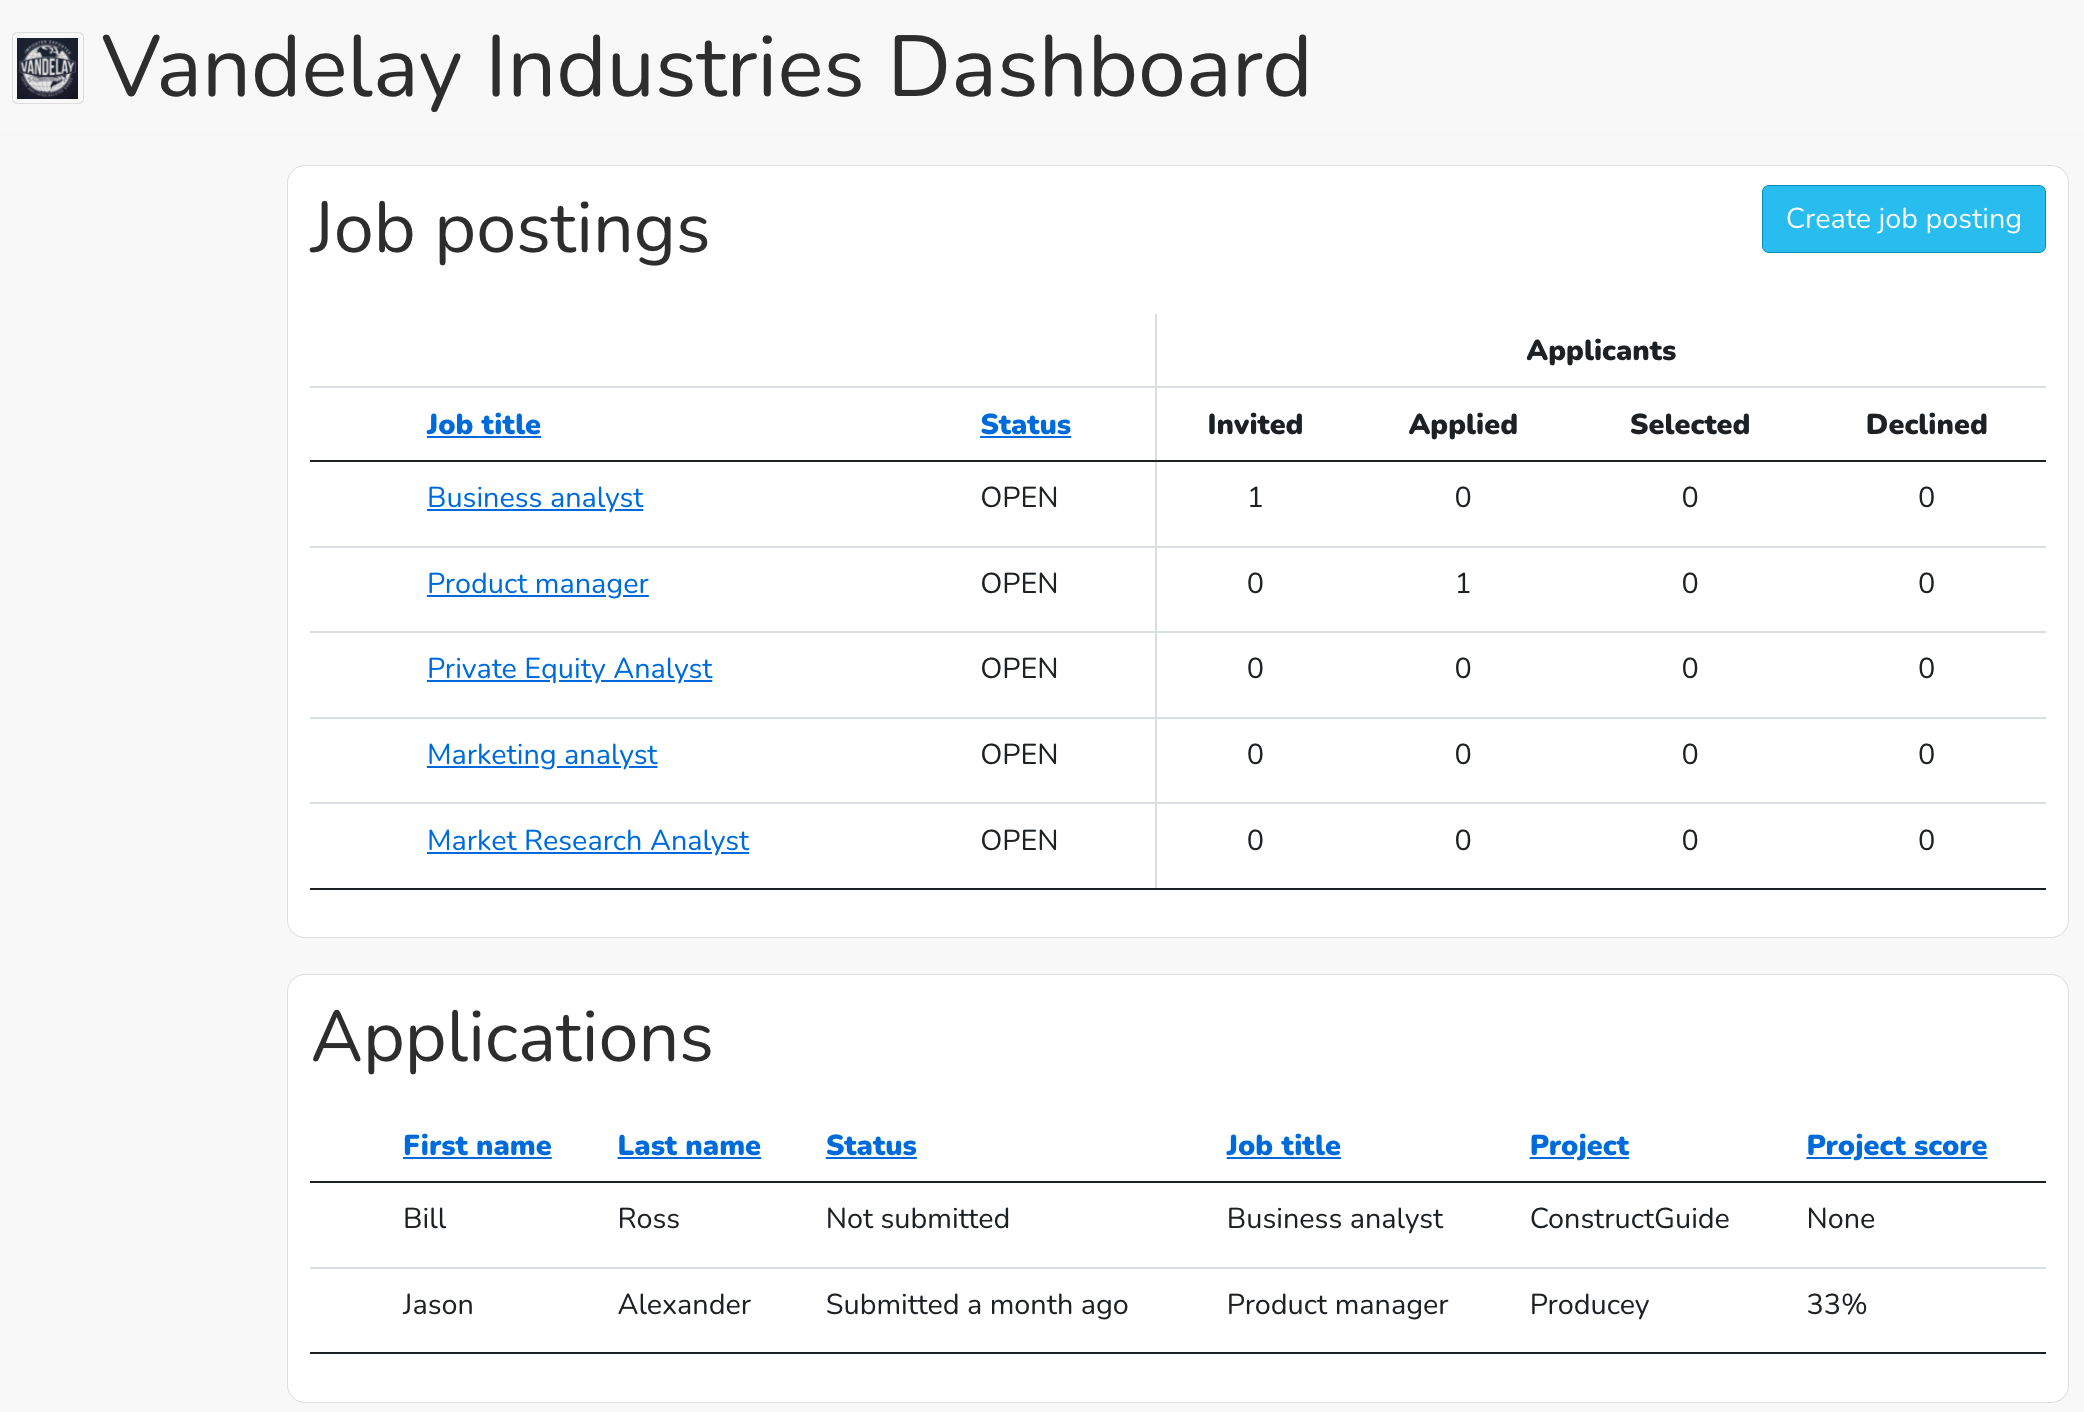 VANDELAY
Vandelay Industries Dashboard
Job postings
Create job posting
Applicants
Job title Status Invited Applied Selected Declined
Business analyst OPEN 1 0 0 0
Product manager OPEN 0 1 0 0
Private Equity Analyst OPEN 0 0 0 0
Marketing analyst OPEN 0 0 0 0
Market Research Analyst OPEN 0 0 0 0
Applications
First name Last name Status Job title Project Project score
Bill Ross Not submitted Business analyst ConstructGuide None
Jason Alexander Submitted a month ago Product manager Producey 33%